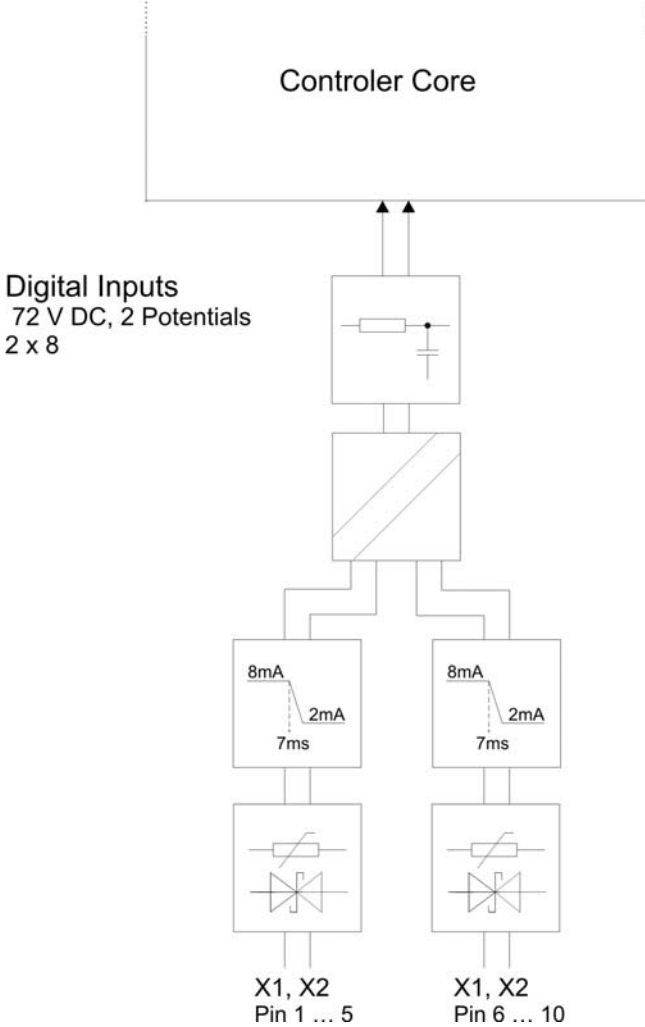 Controler Core
Digital Inputs
72 V DC, 2 Potentials
2 x 8
8mA
2mA
7ms
8mA
2mA
7ms
X1, X2
Pin 1 ... 5
X1, X2
Pin 6 ... 10